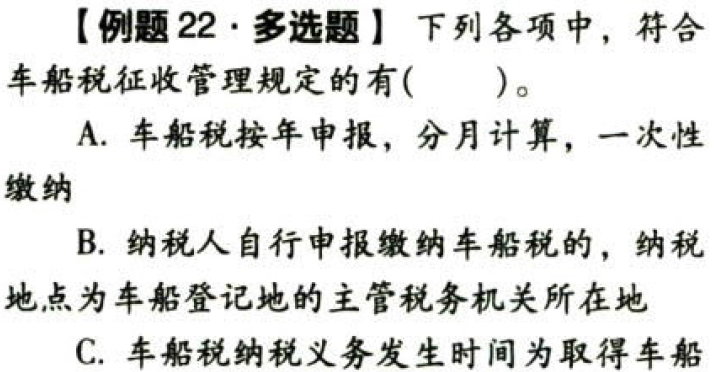 【例题 22·多选题】 下列各项中，符合
车船税征收管理规定的有(　　)。
A. 车船税按年申报，分月计算，一次性
缴纳
B. 纳税人自行申报缴纳车船税的，纳税
地点为车船登记地的主管税务机关所在地
C. 车船税纳税义务发生时间为取得车船